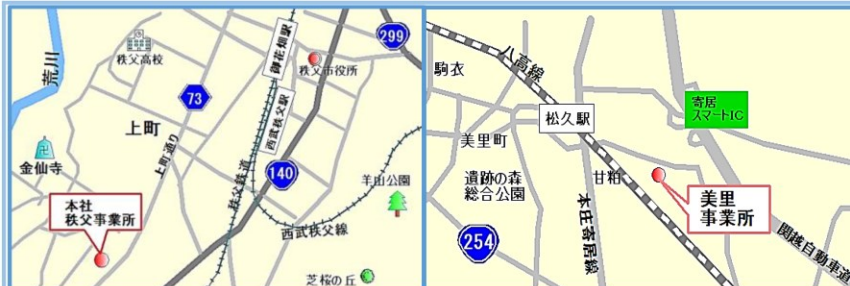 荒川
秩父高校
御花畑駅
299
秩父市役所
73
上町
西武秩父駅
上町通り
金仙寺
140
秩父鉄道
羊山公園
本社
秩父事業所
西武秩父線
芝桜の丘
八高線
駒衣
寄居
スマートIC
松久駅
美里町
遺跡の森
総合公園
甘粕
美里
事業所
本庄寄居線
254
関越自動車道